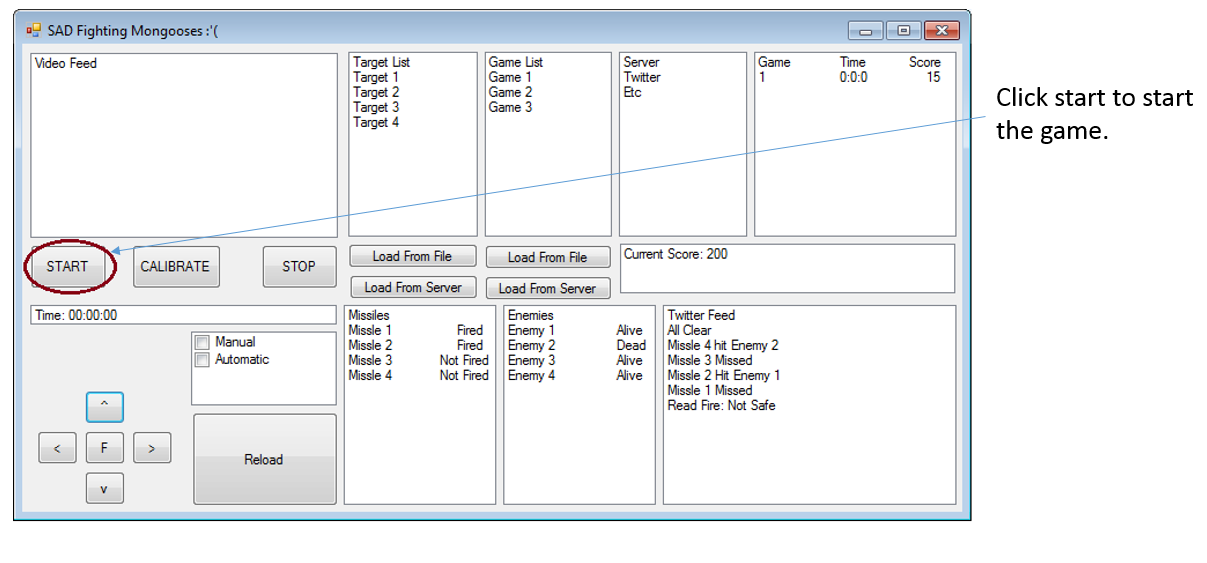 SAD Fighting Mongooses :'(
Video Feed
Target List
Target 1
Target 2
Target 3
Target 4
Game List
Game 1
Game 2
Game 3
Server
Twitter
Etc
Game Time Score
1 0:0:0 15
Click start to start
the game.
START
CALIBRATE
STOP
Load From File
Load From Server
Load From File
Load From Server
Current Score: 200
Time: 00:00:00
Manual
Automatic
^
< F >
v
Reload
Missiles
Missle 1 Fired
Missle 2 Fired
Missle 3 Not Fired
Missle 4 Not Fired
Enemies
Enemy 1 Alive
Enemy 2 Dead
Enemy 3 Alive
Enemy 4 Alive
Twitter Feed
All Clear
Missle 4 hit Enemy 2
Missle 3 Missed
Missle 2 Hit Enemy 1
Missle 1 Missed
Read Fire: Not Safe